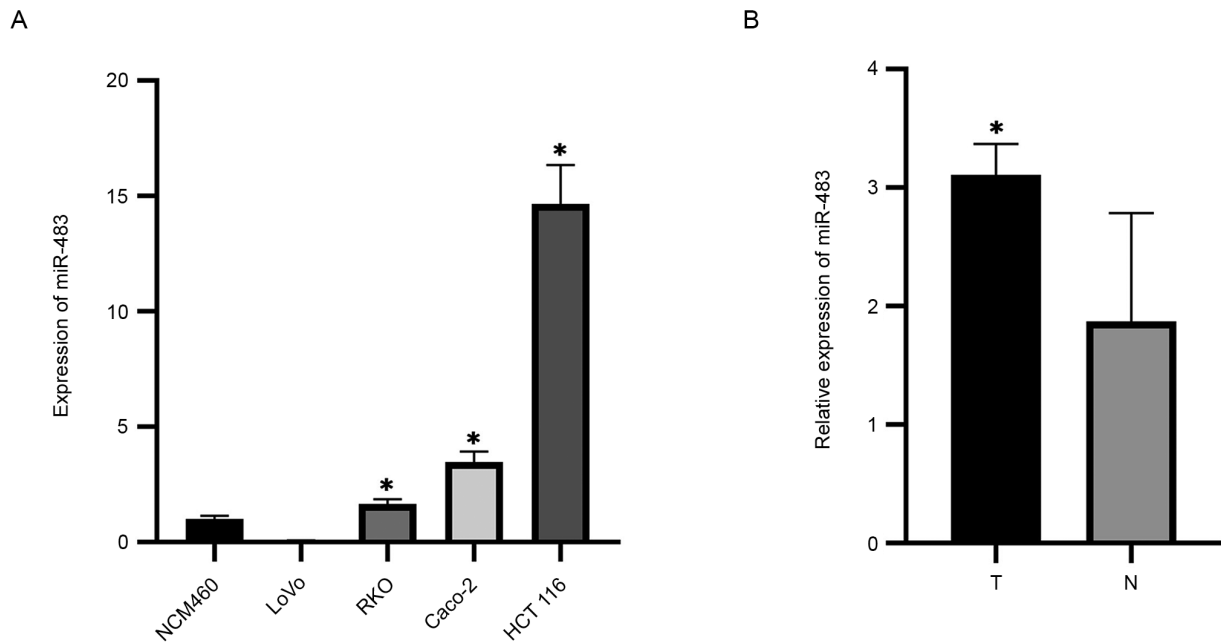 A
Expression of miR-483
20
15
10
5
0
*
*
*
NCM460
LoVo
RKO
Caco-2
HCT 116
B
Relative expression of miR-483
4
3
2
1
0
*
T
N